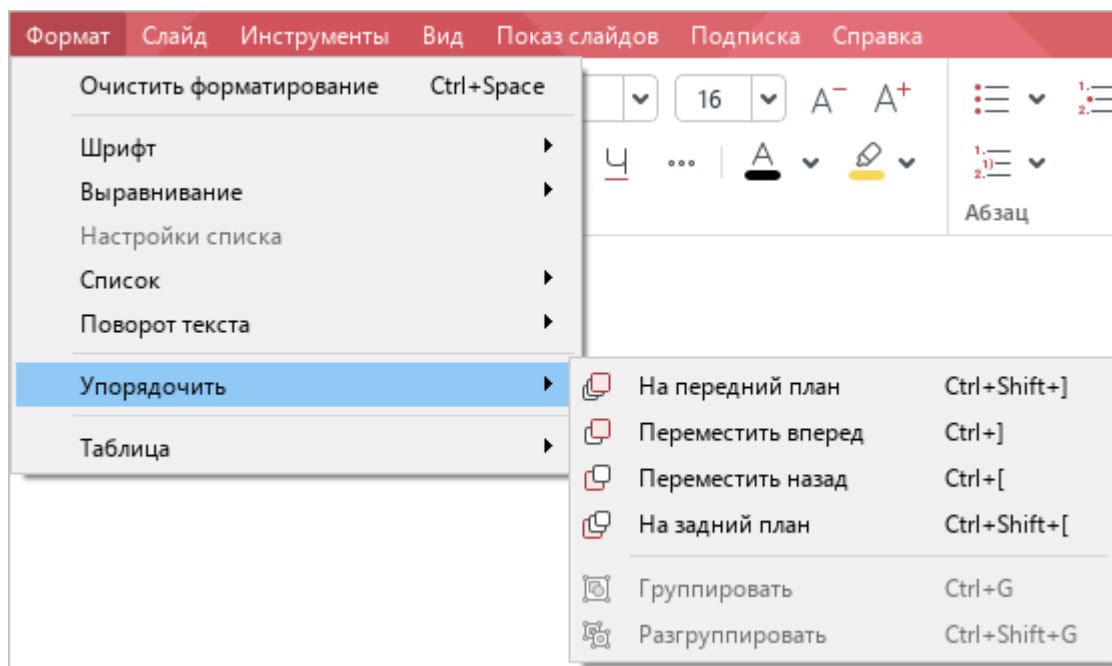 Формат Слайд Инструменты Вид Показ слайдов Подписка Справка
Очистить форматирование Ctrl+Space
16 A− A+
Шрифт
Ч A
Выравнивание
Абзац
Настройки списка
Список
Поворот текста
Упорядочить
На передний план Ctrl+Shift+]
Переместить вперед Ctrl+]
Таблица
Переместить назад Ctrl+[
На задний план Ctrl+Shift+[
Группировать Ctrl+G
Разгруппировать Ctrl+Shift+G